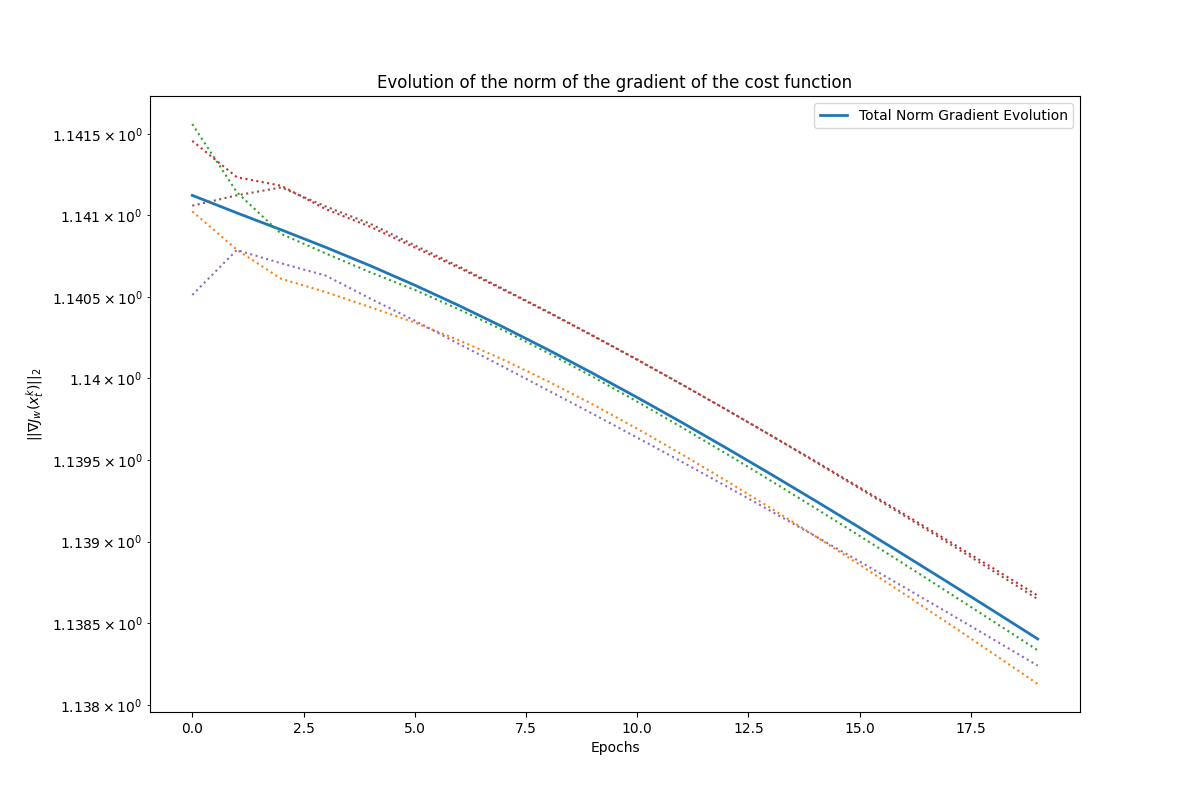 Evolution of the norm of the gradient of the cost function
Total Norm Gradient Evolution
1.1415 × 10⁰
1.141 × 10⁰
1.1405 × 10⁰
1.14 × 10⁰
1.1395 × 10⁰
1.139 × 10⁰
1.1385 × 10⁰
1.138 × 10⁰
||∇J_w(x_t^k)||_2
0.0 2.5 5.0 7.5 10.0 12.5 15.0 17.5
Epochs